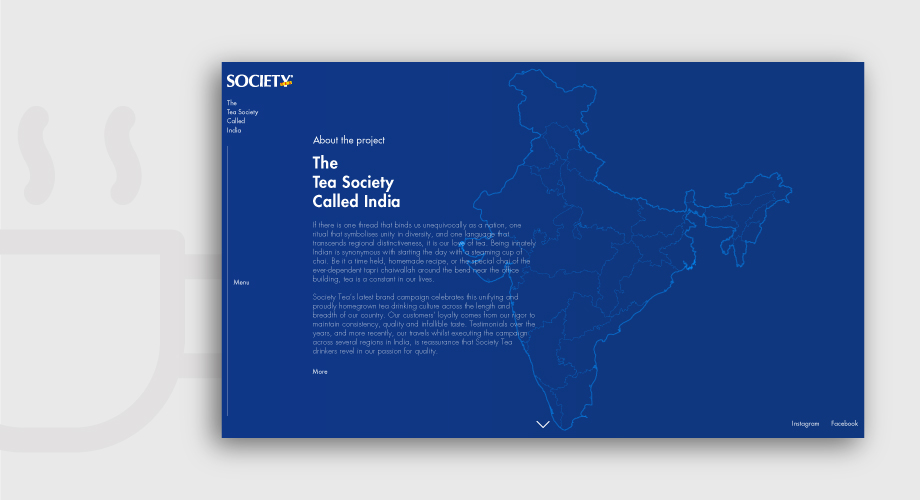 SOCIETY
The
Tea Society
Called
India
About the project
The
Tea Society
Called India
If there is one thread that binds us unequivocally as a nation, one
ritual that symbolises unity in diversity, and one language that
transcends regional distinctiveness, it is our love of tea. Being innately
Indian is synonymous with starting the day with a steaming cup of
chai. Be it a time held, homemade recipe, or the special chai of the
ever-dependent tapri chaiwallah around the bend near the office
building, tea is a constant in our lives.
Society Tea's latest brand campaign celebrates this unifying and
proudly homegrown tea drinking culture across the length and
breadth of our country. Our customers' loyalty comes from our rigor to
maintain consistency, quality and infallible taste. Testimonials over the
years, and more recently, our travels whilst executing the campaign
across several regions in India, is reassurance that Society Tea
drinkers revel in our passion for quality.
Menu
More
Instagram Facebook